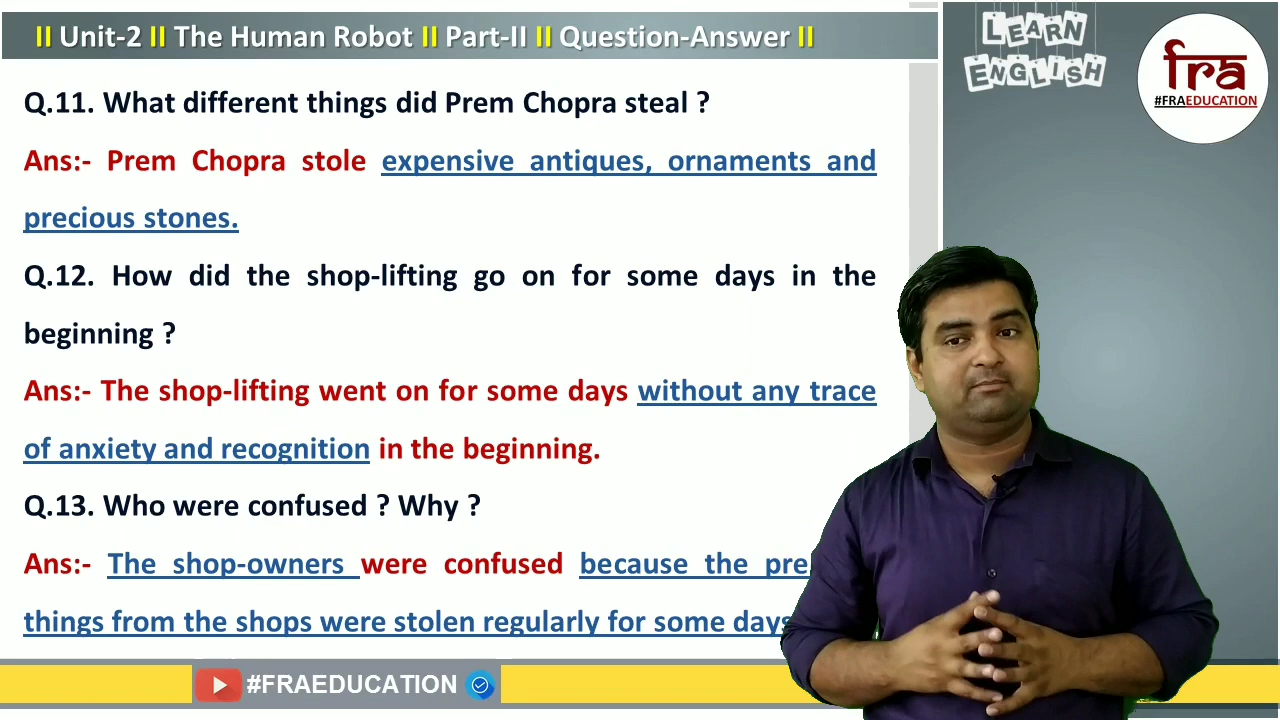 II Unit-2 II The Human Robot II Part-II II Question-Answer II
LEARN
ENGLISH
fra
#FRAEDUCATION
Q.11. What different things did Prem Chopra steal ?
Ans:- Prem Chopra stole expensive antiques, ornaments and
precious stones.
Q.12. How did the shop-lifting go on for some days in the
beginning ?
Ans:- The shop-lifting went on for some days without any trace
of anxiety and recognition in the beginning.
Q.13. Who were confused ? Why ?
Ans:- The shop-owners were confused because the
things from the shops were stolen regularly for some days
#FRAEDUCATION